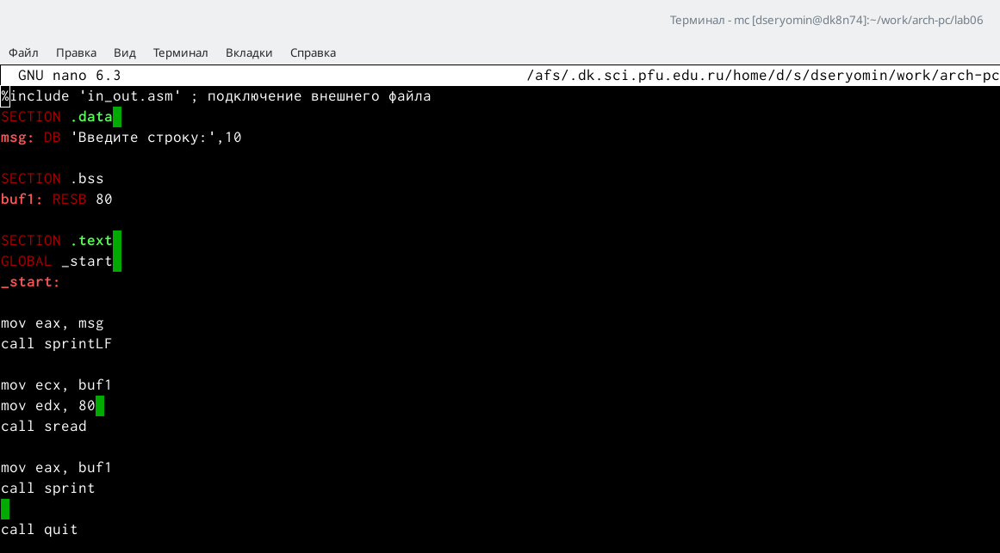 Терминал - mc [dseryomin@dk8n74]:~/work/arch-pc/lab06
Файл Правка Вид Терминал Вкладки Справка
GNU nano 6.3 /afs/.dk.sci.pfu.edu.ru/home/d/s/dseryomin/work/arch-pc
%include 'in_out.asm' ; подключение внешнего файла
SECTION .data
msg: DB 'Введите строку:',10
SECTION .bss
buf1: RESB 80
SECTION .text
GLOBAL _start
_start:
mov eax, msg
call sprintLF
mov ecx, buf1
mov edx, 80
call sread
mov eax, buf1
call sprint
call quit